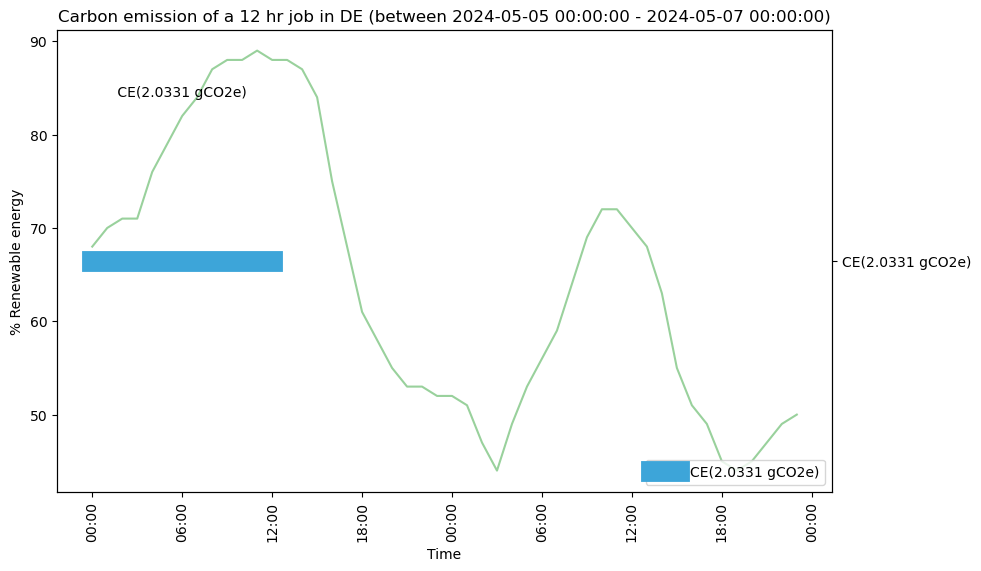 Carbon emission of a 12 hr job in DE (between 2024-05-05 00:00:00 - 2024-05-07 00:00:00)
90
80
70
60
50
% Renewable energy
CE(2.0331 gCO2e)
CE(2.0331 gCO2e)
CE(2.0331 gCO2e)
00:00
06:00
12:00
18:00
00:00
06:00
12:00
18:00
00:00
Time